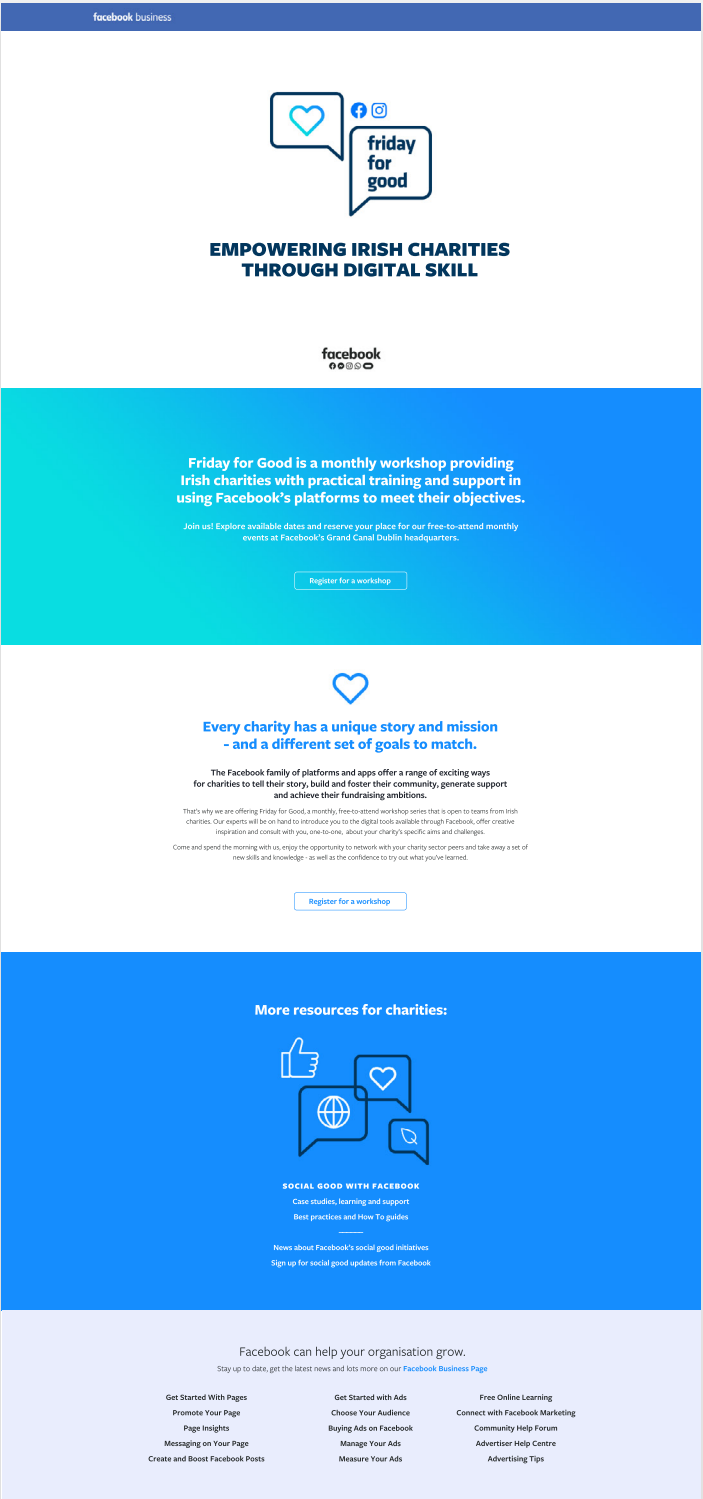 facebook business
friday
for
good
EMPOWERING IRISH CHARITIES
THROUGH DIGITAL SKILL
facebook
Friday for Good is a monthly workshop providing
Irish charities with practical training and support in
using Facebook's platforms to meet their objectives.
Join us! Explore available dates and reserve your place for our free-to-attend monthly
events at Facebook's Grand Canal Dublin headquarters.
Register for a workshop
Every charity has a unique story and mission
- and a different set of goals to match.
The Facebook family of platforms and apps offer a range of exciting ways
for charities to tell their story, build and foster their community, generate support
and achieve their fundraising ambitions.
That's why we are offering Friday for Good, a monthly, free-to-attend workshop series that is open to teams from Irish
charities. Our experts will be on hand to introduce you to the digital tools available through Facebook, offer creative
inspiration and consult with you, one-to-one, about your charity's specific aims and challenges.
Come and spend the morning with us, enjoy the opportunity to network with your charity sector peers and take away a set of
new skills and knowledge - as well as the confidence to try out what you've learned.
Register for a workshop
More resources for charities:
SOCIAL GOOD WITH FACEBOOK
Case studies, learning and support
Best practices and How To guides
News about Facebook's social good initiatives
Sign up for social good updates from Facebook
Facebook can help your organisation grow.
Stay up to date, get the latest news and lots more on our Facebook Business Page
Get Started With Pages
Promote Your Page
Page Insights
Messaging on Your Page
Create and Boost Facebook Posts
Get Started with Ads
Choose Your Audience
Buying Ads on Facebook
Manage Your Ads
Measure Your Ads
Free Online Learning
Connect with Facebook Marketing
Community Help Forum
Advertiser Help Centre
Advertising Tips